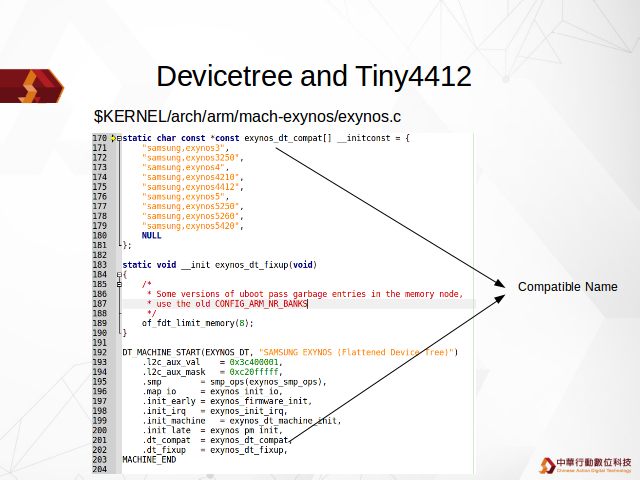 Devicetree and Tiny4412
$KERNEL/arch/arm/mach-exynos/exynos.c
170 static char const *const exynos_dt_compat[] __initconst = {
171 "samsung,exynos3",
172 "samsung,exynos3250",
173 "samsung,exynos4",
174 "samsung,exynos4210",
175 "samsung,exynos4412",
176 "samsung,exynos5",
177 "samsung,exynos5250",
178 "samsung,exynos5260",
179 "samsung,exynos5420",
180 NULL
181 };
182
183 static void __init exynos_dt_fixup(void)
184 {
185 /*
186 * Some versions of uboot pass garbage entries in the memory node,
187 * use the old CONFIG_ARM_NR_BANKS
188 */
189 of_fdt_limit_memory(8);
190 }
191
192 DT_MACHINE_START(EXYNOS_DT, "SAMSUNG EXYNOS (Flattened Device Tree)")
193 .l2c_aux_val = 0x3c400001,
194 .l2c_aux_mask = 0xc20fffff,
195 .smp = smp_ops(exynos_smp_ops),
196 .map_io = exynos_init_io,
197 .init_early = exynos_firmware_init,
198 .init_irq = exynos_init_irq,
199 .init_machine = exynos_dt_machine_init,
200 .init_late = exynos_pm_init,
201 .dt_compat = exynos_dt_compat,
202 .dt_fixup = exynos_dt_fixup,
203 MACHINE_END
204
Compatible Name
中華行動數位科技
Chinese Action Digital Technology